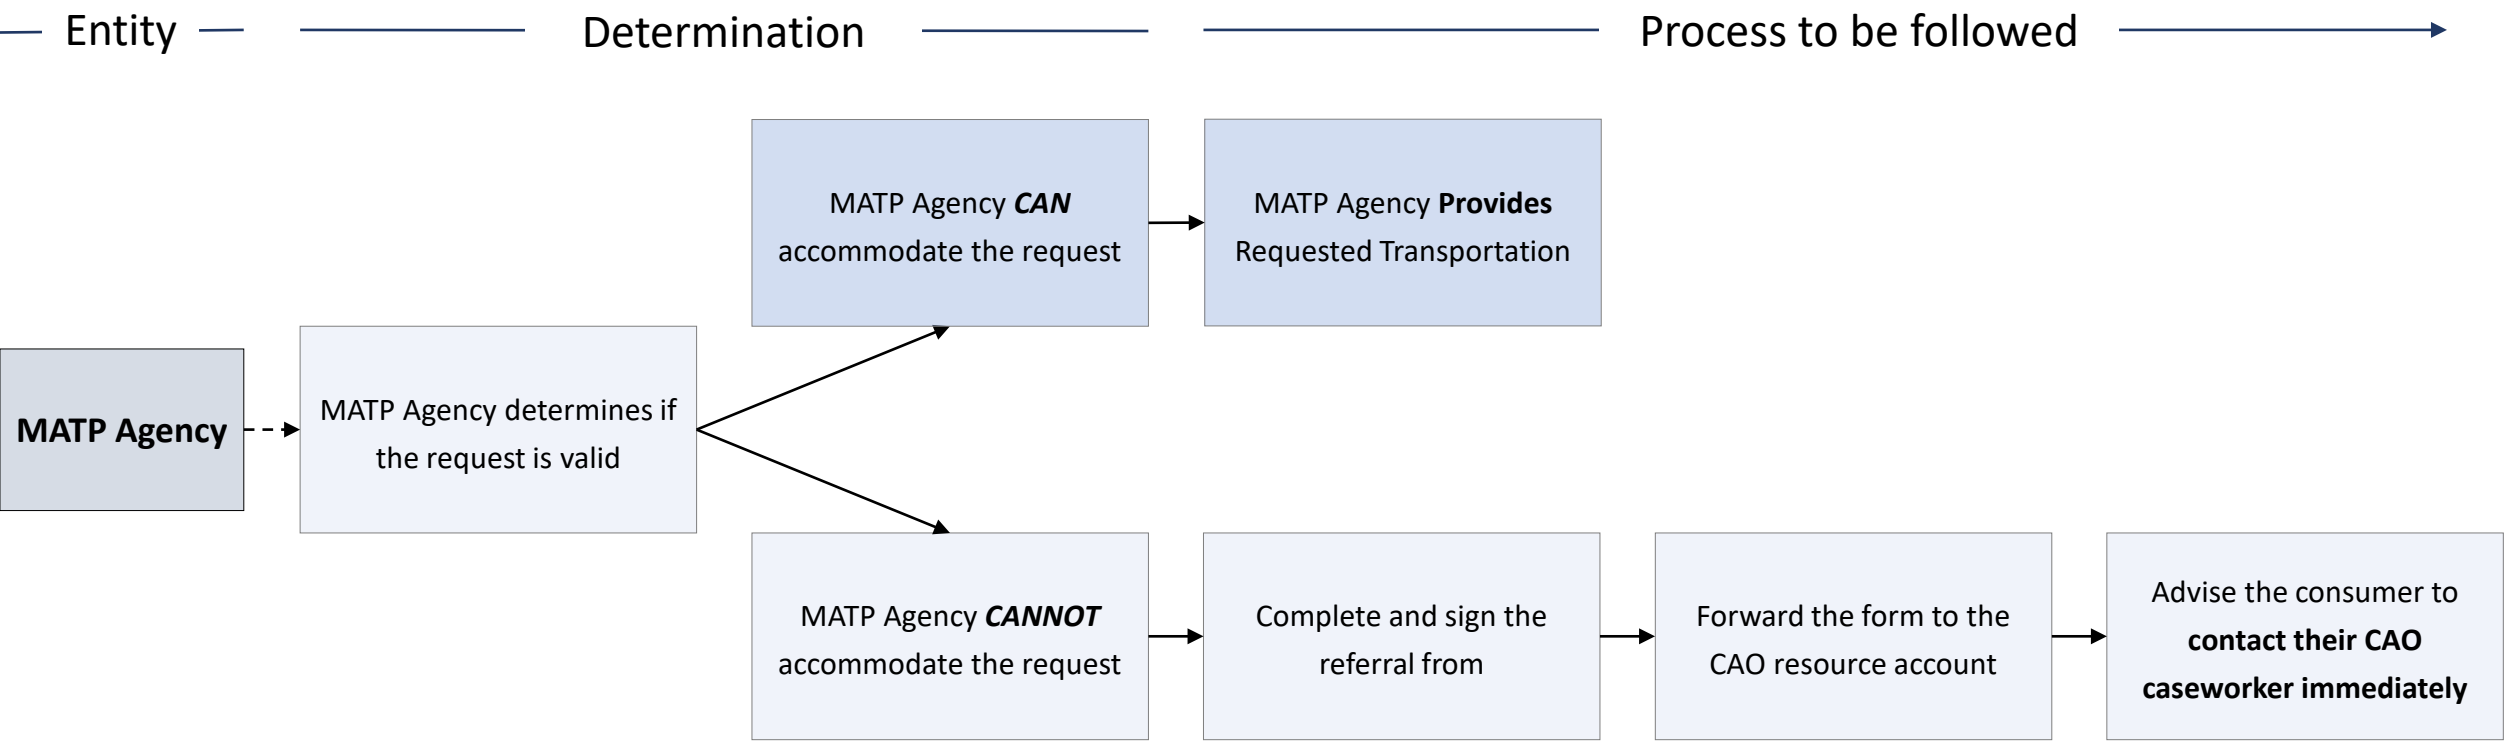 Entity
Determination
Process to be followed
MATP Agency CAN
accommodate the request
MATP Agency Provides
Requested Transportation
MATP Agency
MATP Agency determines if
the request is valid
MATP Agency CANNOT
accommodate the request
Complete and sign the
referral from
Forward the form to the
CAO resource account
Advise the consumer to
contact their CAO
caseworker immediately